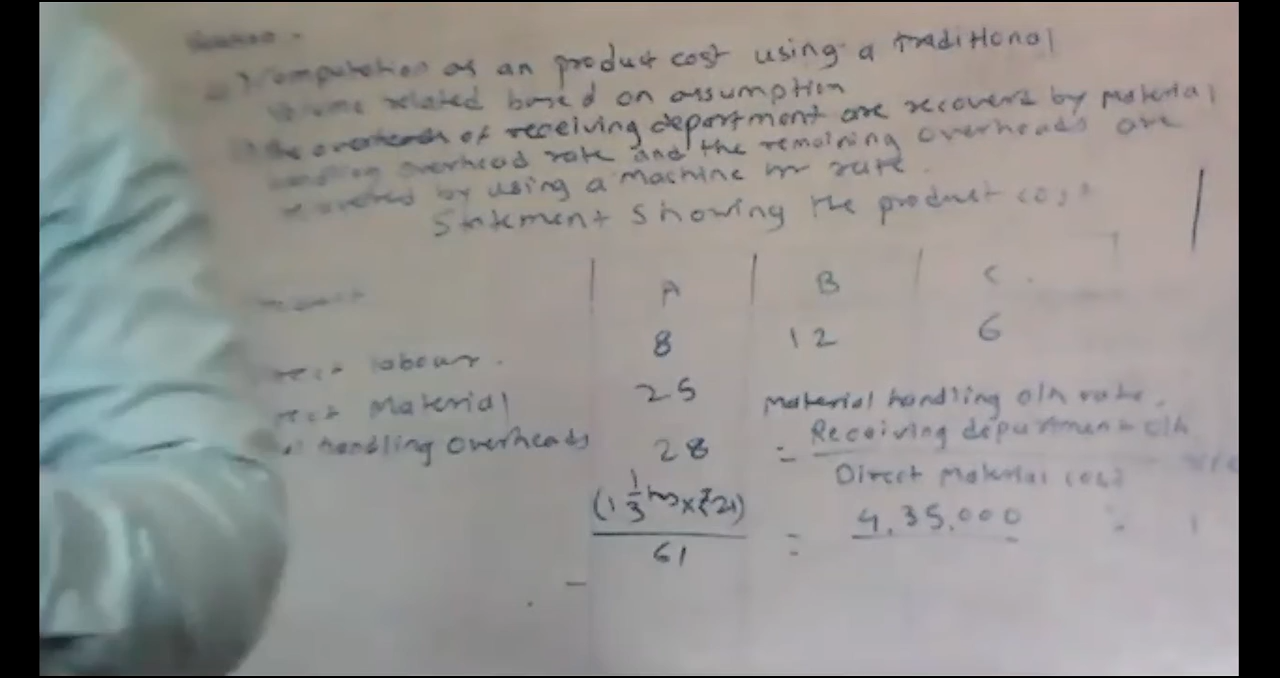 Computation of an product cost using a traditional
Volume related based on assumption
the overheads of receiving department are recovers by material
handling overhead rate and the remaining overheads are
recovered by using a machine hr rate.
Statement showing the product cost
A B C
labour. 8 12 6
Material 25
handling overheads 28
(1 1/3 hrs x ₹21)
61
Material handling o/h rate.
= Receiving department o/h
Direct Material cost
= 4,35,000